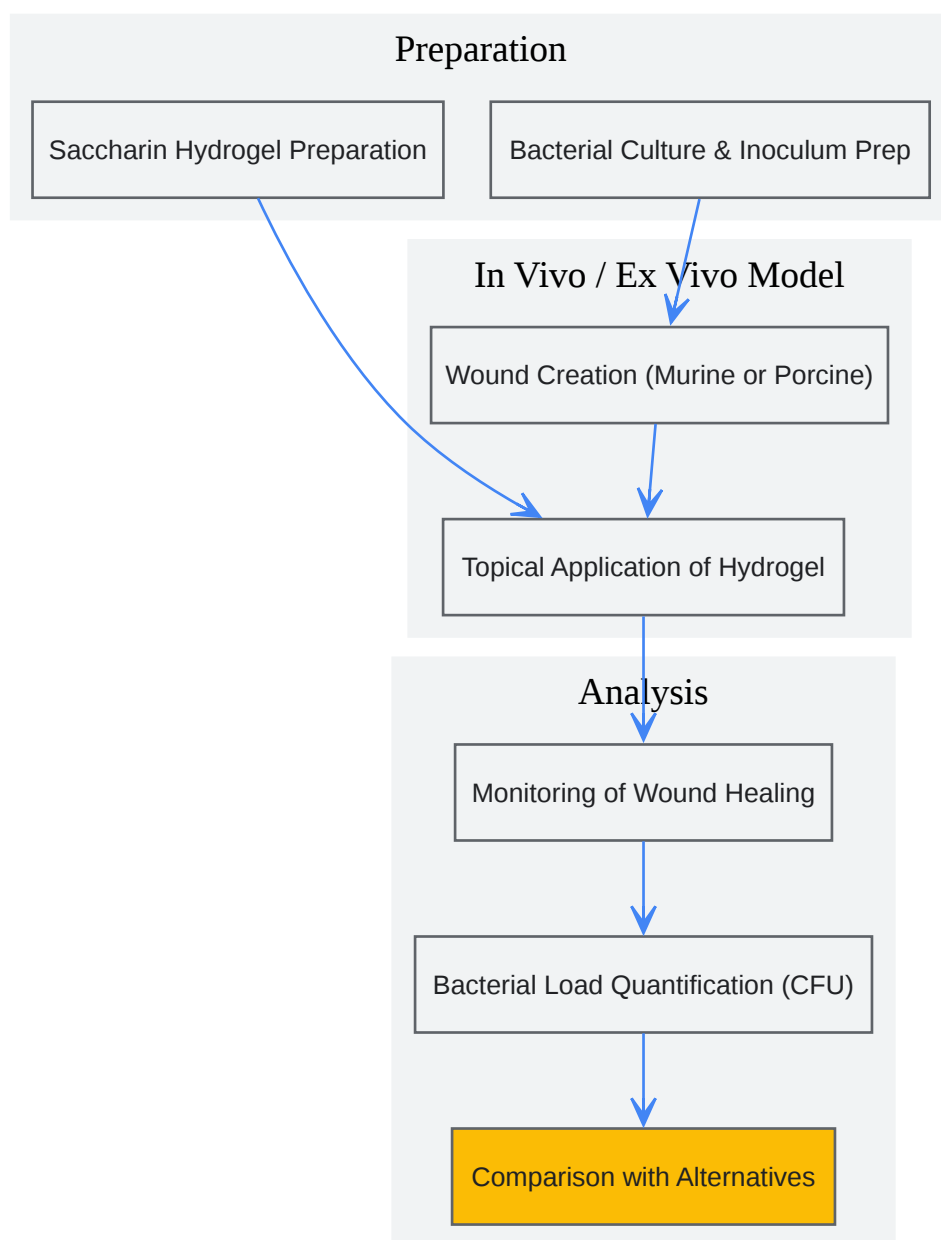 Preparation
Saccharin Hydrogel Preparation
Bacterial Culture & Inoculum Prep
In Vivo / Ex Vivo Model
Wound Creation (Murine or Porcine)
Topical Application of Hydrogel
Analysis
Monitoring of Wound Healing
Bacterial Load Quantification (CFU)
Comparison with Alternatives